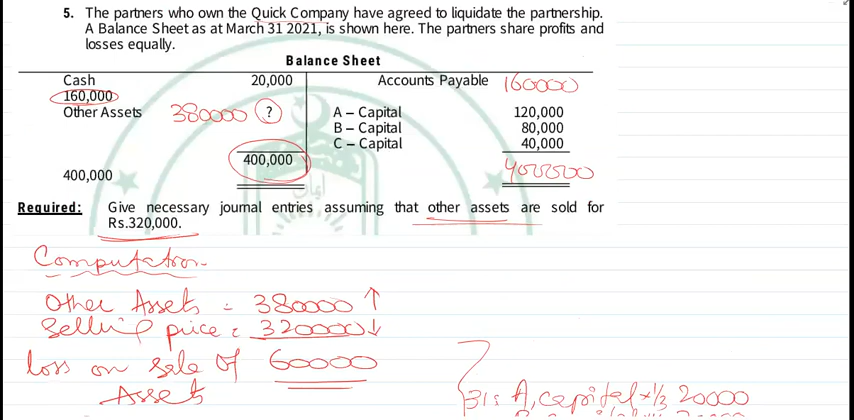 5. The partners who own the Quick Company have agreed to liquidate the partnership.
A Balance Sheet as at March 31 2021, is shown here. The partners share profits and
losses equally.
Balance Sheet
Cash 20,000 Accounts Payable 160000
160,000
Other Assets 380000 ? A – Capital 120,000
B – Capital 80,000
C – Capital 40,000
400,000 400000
400,000
Required: Give necessary journal entries assuming that other assets are sold for
Rs.320,000.
Computation
Other Assets = 380000 ↑
Selling price = 320000 ↓
loss on sale of 60000
Assets
A, capital × 1/3 20000